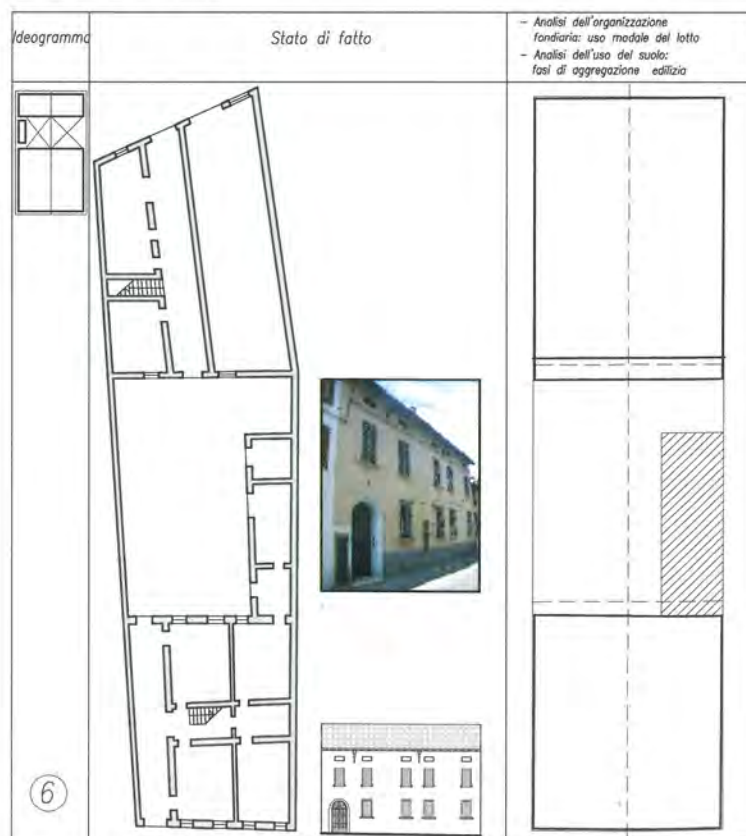 Ideogramma
Stato di fatto
- Analisi dell'organizzazione
fondiaria: uso modale del lotto
- Analisi dell'uso del suolo:
fasi di aggregazione edilizia
6